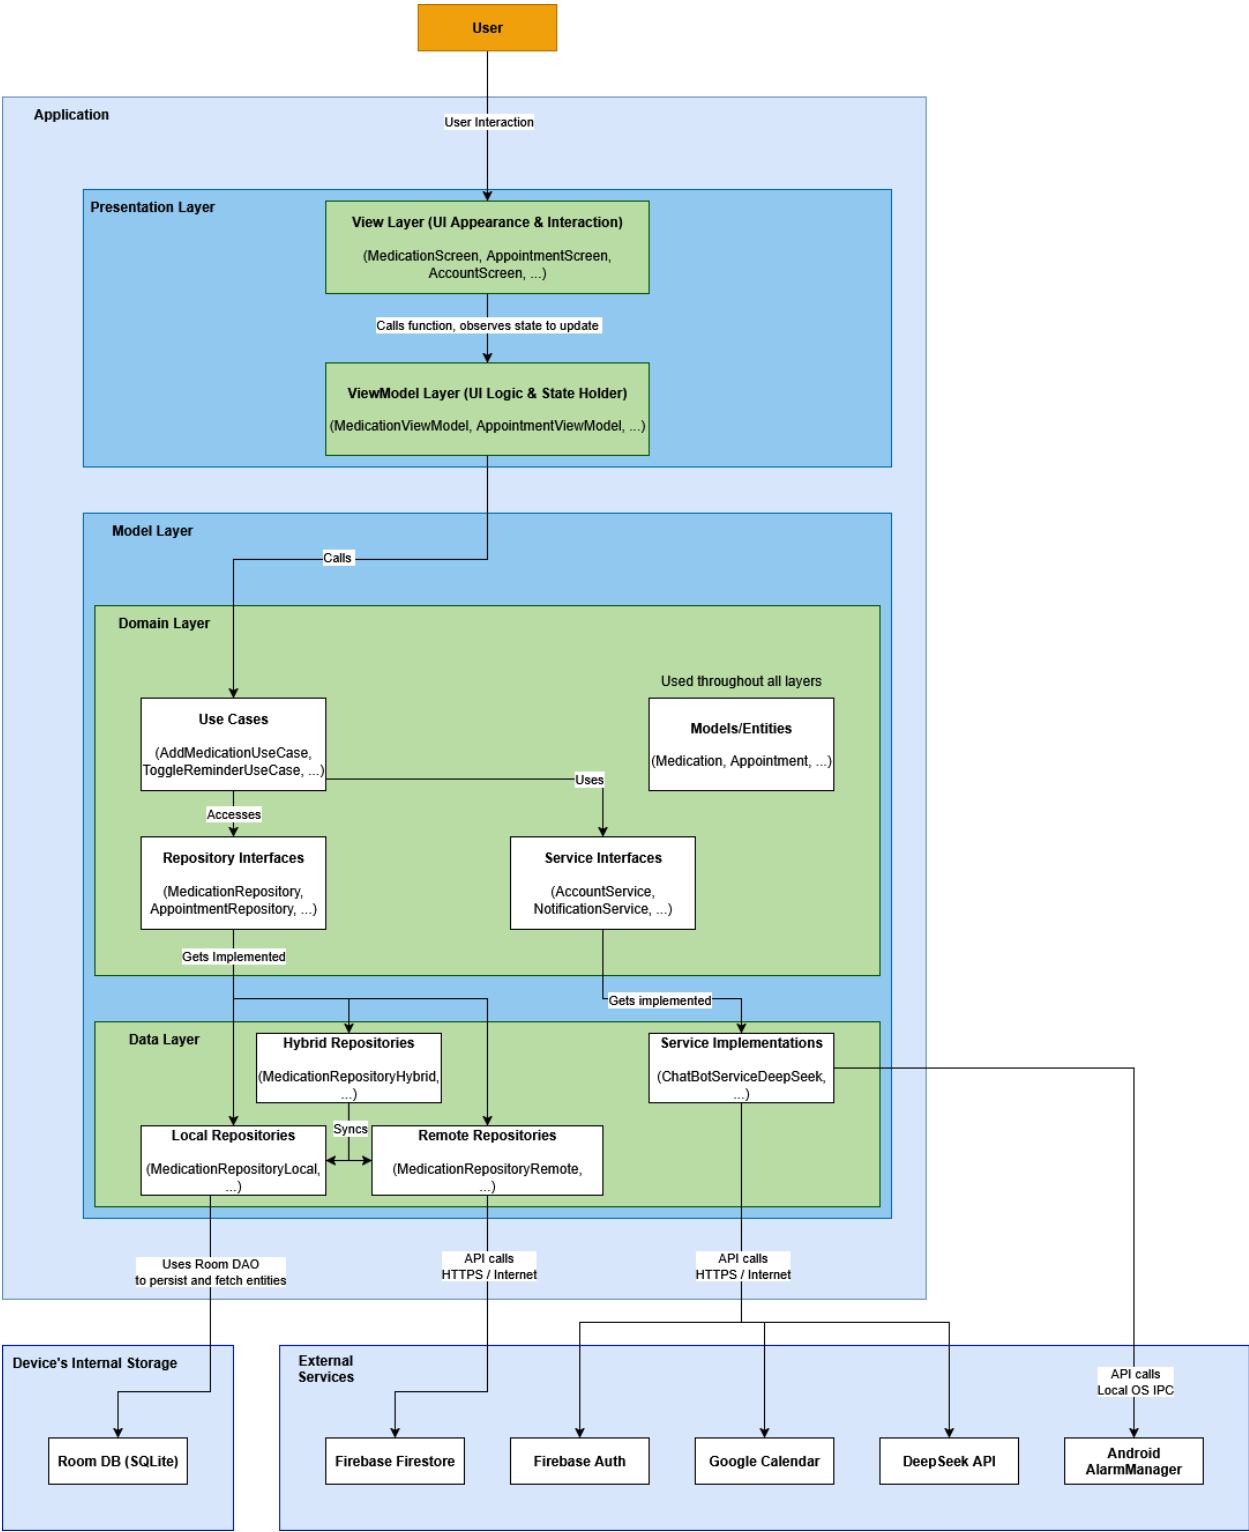 User
Application
User Interaction
Presentation Layer
View Layer (UI Appearance & Interaction)
(MedicationScreen, AppointmentScreen,
AccountScreen, ...)
Calls function, observes state to update
ViewModel Layer (UI Logic & State Holder)
(MedicationViewModel, AppointmentViewModel, ...)
Model Layer
Calls
Domain Layer
Used throughout all layers
Use Cases
(AddMedicationUseCase,
ToggleReminderUseCase, ...)
Models/Entities
(Medication, Appointment, ...)
Uses
Accesses
Repository Interfaces
(MedicationRepository,
AppointmentRepository, ...)
Service Interfaces
(AccountService,
NotificationService, ...)
Gets Implemented
Gets implemented
Data Layer
Hybrid Repositories
(MedicationRepositoryHybrid,
...)
Service Implementations
(ChatBotServiceDeepSeek,
...)
Syncs
Local Repositories
(MedicationRepositoryLocal,
...)
Remote Repositories
(MedicationRepositoryRemote,
...)
Uses Room DAO
to persist and fetch entities
API calls
HTTPS / Internet
API calls
HTTPS / Internet
Device's Internal Storage
External
Services
API calls
Local OS IPC
Room DB (SQLite)
Firebase Firestore
Firebase Auth
Google Calendar
DeepSeek API
Android
AlarmManager